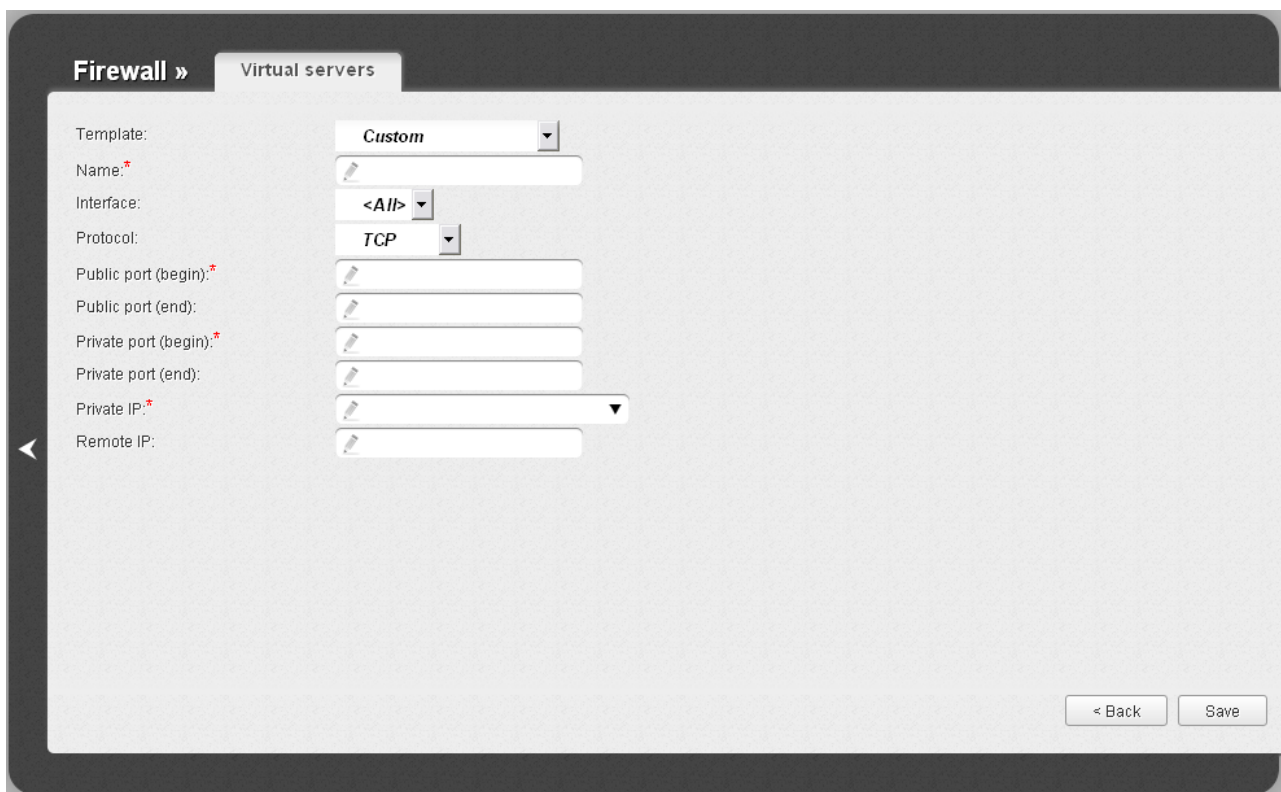 Firewall » Virtual servers
Template: Custom
Name:*
Interface: <All>
Protocol: TCP
Public port (begin):*
Public port (end):
Private port (begin):*
Private port (end):
Private IP:*
Remote IP:
< Back Save